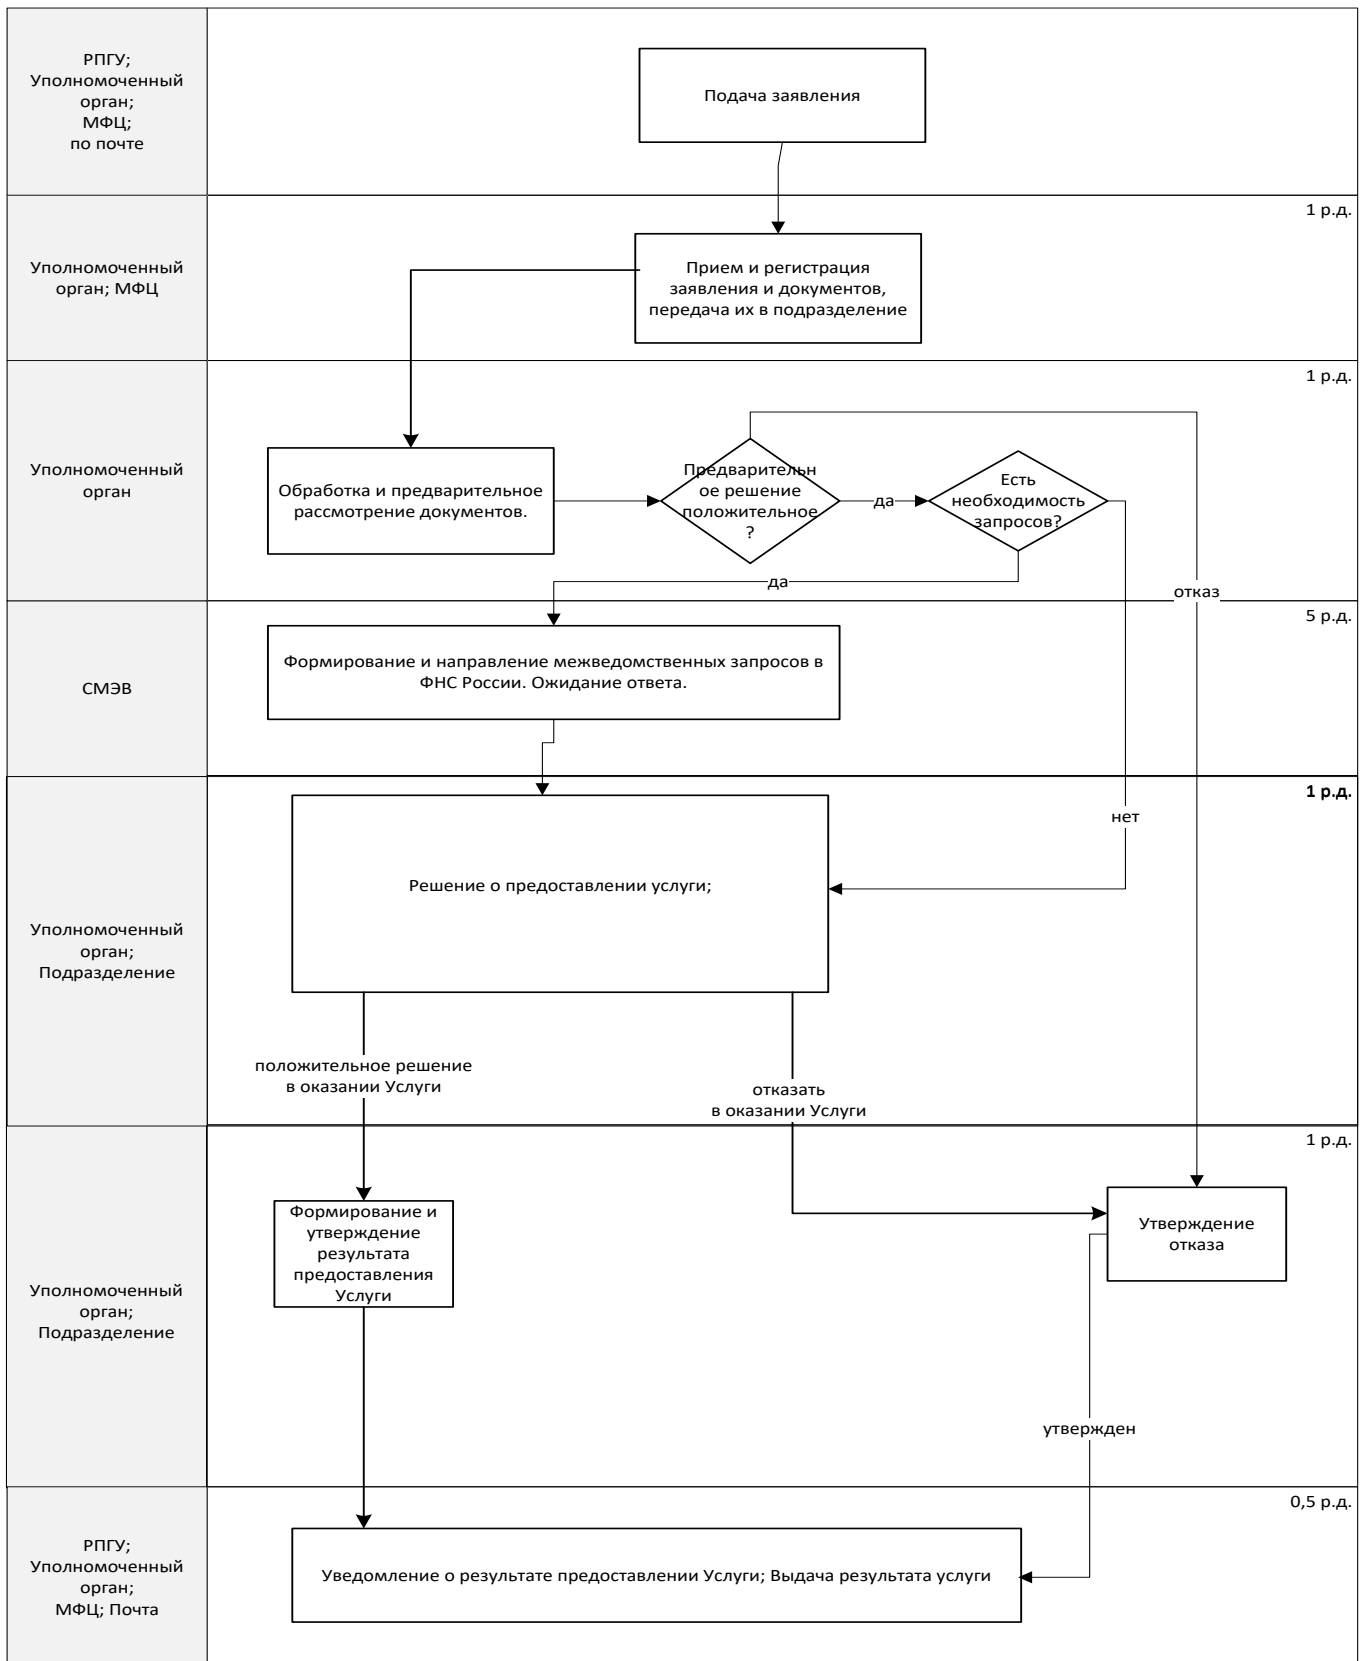 РПГУ;
Уполномоченный
орган;
МФЦ;
по почте
Подача заявления
1 р.д.
Уполномоченный
орган; МФЦ
Прием и регистрация
заявления и документов,
передача их в подразделение
1 р.д.
Уполномоченный
орган
Обработка и предварительное
рассмотрение документов.
Предварительн
ое решение
положительное
?
да
Есть
необходимость
запросов?
да
отказ
5 р.д.
СМЭВ
Формирование и направление межведомственных запросов в
ФНС России. Ожидание ответа.
1 р.д.
нет
Уполномоченный
орган;
Подразделение
Решение о предоставлении услуги;
положительное решение
в оказании Услуги
отказать
в оказании Услуги
1 р.д.
Уполномоченный
орган;
Подразделение
Формирование и
утверждение
результата
предоставления
Услуги
Утверждение
отказа
утвержден
0,5 р.д.
РПГУ;
Уполномоченный
орган;
МФЦ; Почта
Уведомление о результате предоставлении Услуги; Выдача результата услуги